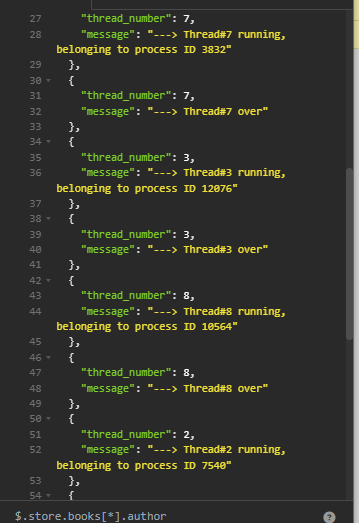 27 "thread_number": 7,
28 "message": "---> Thread#7 running,
belonging to process ID 3832"
29 },
30 {
31 "thread_number": 7,
32 "message": "---> Thread#7 over"
33 },
34 {
35 "thread_number": 3,
36 "message": "---> Thread#3 running,
belonging to process ID 12076"
37 },
38 {
39 "thread_number": 3,
40 "message": "---> Thread#3 over"
41 },
42 {
43 "thread_number": 8,
44 "message": "---> Thread#8 running,
belonging to process ID 10564"
45 },
46 {
47 "thread_number": 8,
48 "message": "---> Thread#8 over"
49 },
50 {
51 "thread_number": 2,
52 "message": "---> Thread#2 running,
belonging to process ID 7540"
53 },
54 {
$.store.books[*].author ?